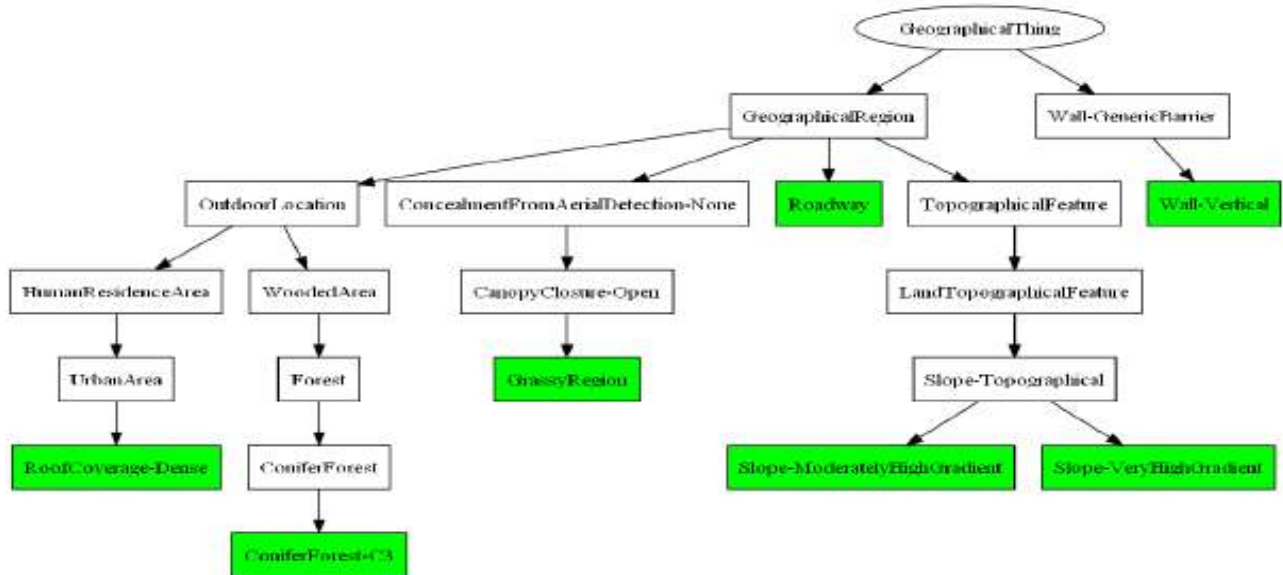 GeographicalThing
GeographicalRegion
Wall-GenericBarrier
OutdoorLocation
ConcealmentFromAerialDetection-None
Roadway
TopographicalFeature
Wall-Vertical
HumanResidenceArea
WoodedArea
CanopyClosure-Open
LandTopographicalFeature
UrbanArea
Forest
GrassyRegion
Slope-Topographical
RoofCoverage-Dense
ConiferForest
Slope-ModeratelyHighGradient
Slope-VeryHighGradient
ConiferForest-C3